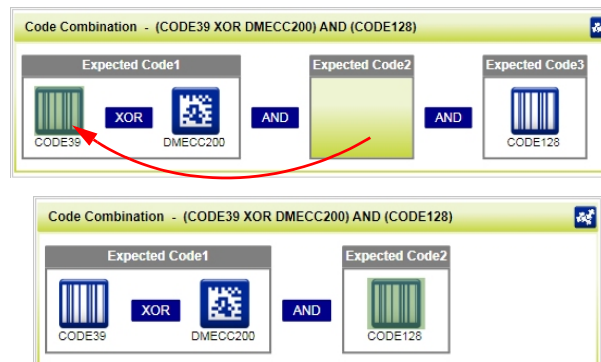 Code Combination - (CODE39 XOR DMECC200) AND (CODE128)
Expected Code1 Expected Code2 Expected Code3
XOR AND AND
CODE39 DMECC200 CODE128
Code Combination - (CODE39 XOR DMECC200) AND (CODE128)
Expected Code1 Expected Code2
XOR AND
CODE39 DMECC200 CODE128